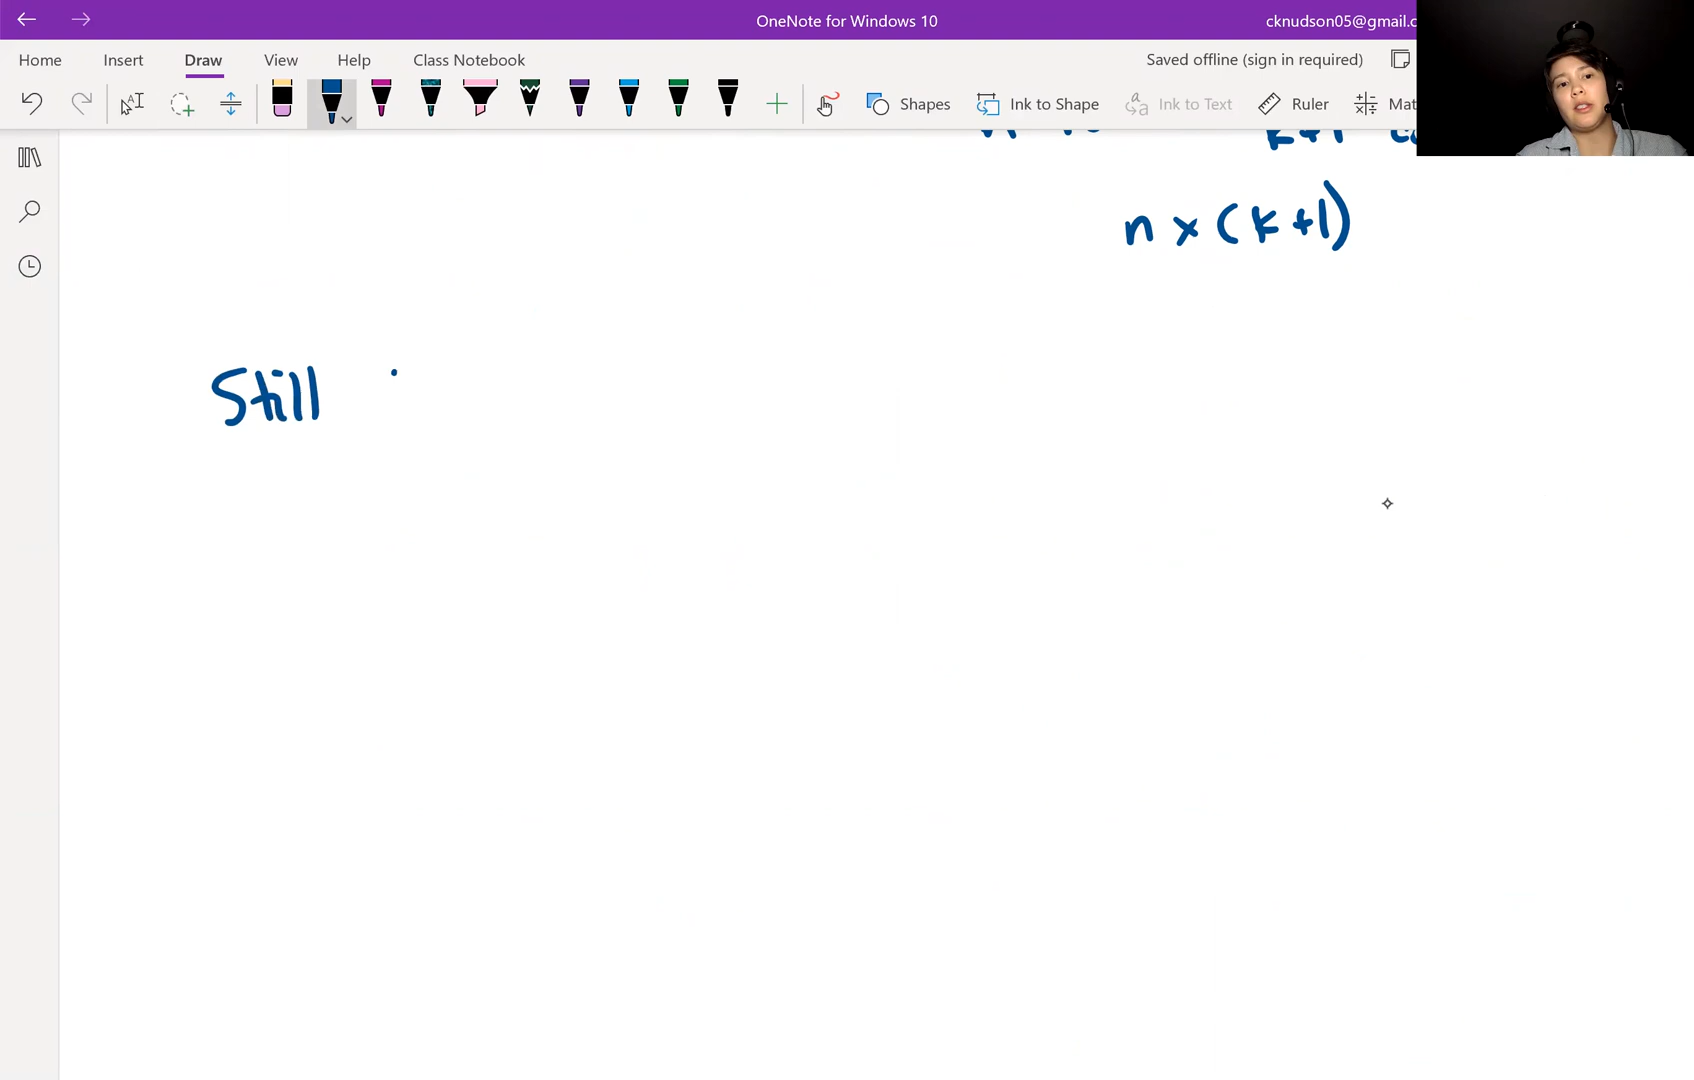 OneNote for Windows 10
cknudson05@gmail.c
Home Insert Draw View Help Class Notebook
Saved offline (sign in required)
Shapes Ink to Shape Ink to Text Ruler Mat
k+1
n x (k+1)
Still